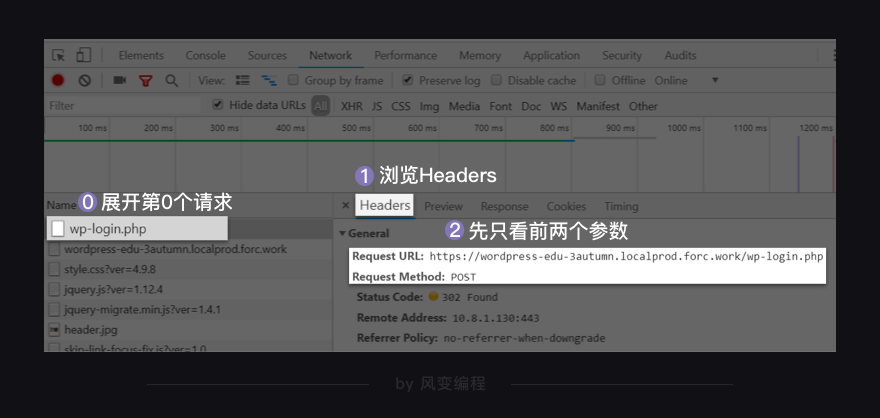 Elements Console Sources Network Performance Memory Application Security Audits
View: Group by frame Preserve log Disable cache Offline Online
Filter Hide data URLs All XHR JS CSS Img Media Font Doc WS Manifest Other
100 ms 200 ms 300 ms 400 ms 500 ms 600 ms 700 ms 800 ms 900 ms 1000 ms 1100 ms 1200 ms
1 浏览Headers
Name 0 展开第0个请求
× Headers Preview Response Cookies Timing
wp-login.php
2 先只看前两个参数
General
wordpress-edu-3autumn.localprod.forc.work
Request URL: https://wordpress-edu-3autumn.localprod.forc.work/wp-login.php
style.css?ver=4.9.8
Request Method: POST
jquery.js?ver=1.12.4
Status Code: 302 Found
jquery-migrate.min.js?ver=1.4.1
Remote Address: 10.8.1.130:443
header.jpg
Referrer Policy: no-referrer-when-downgrade
skip-link-focus-fix.js?ver=1.0
by 风变编程